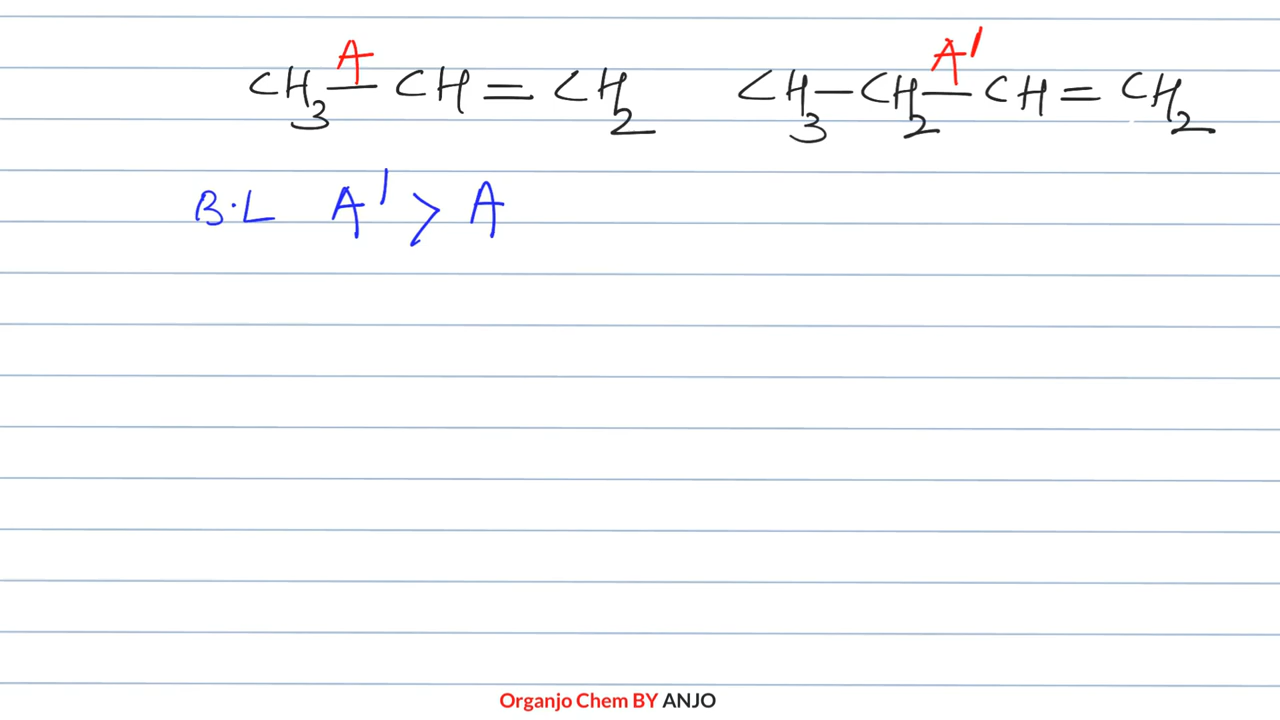 A A'
CH3 — CH = CH2 CH3 — CH2 — CH = CH2
B.L A' > A
Organjo Chem BY ANJO